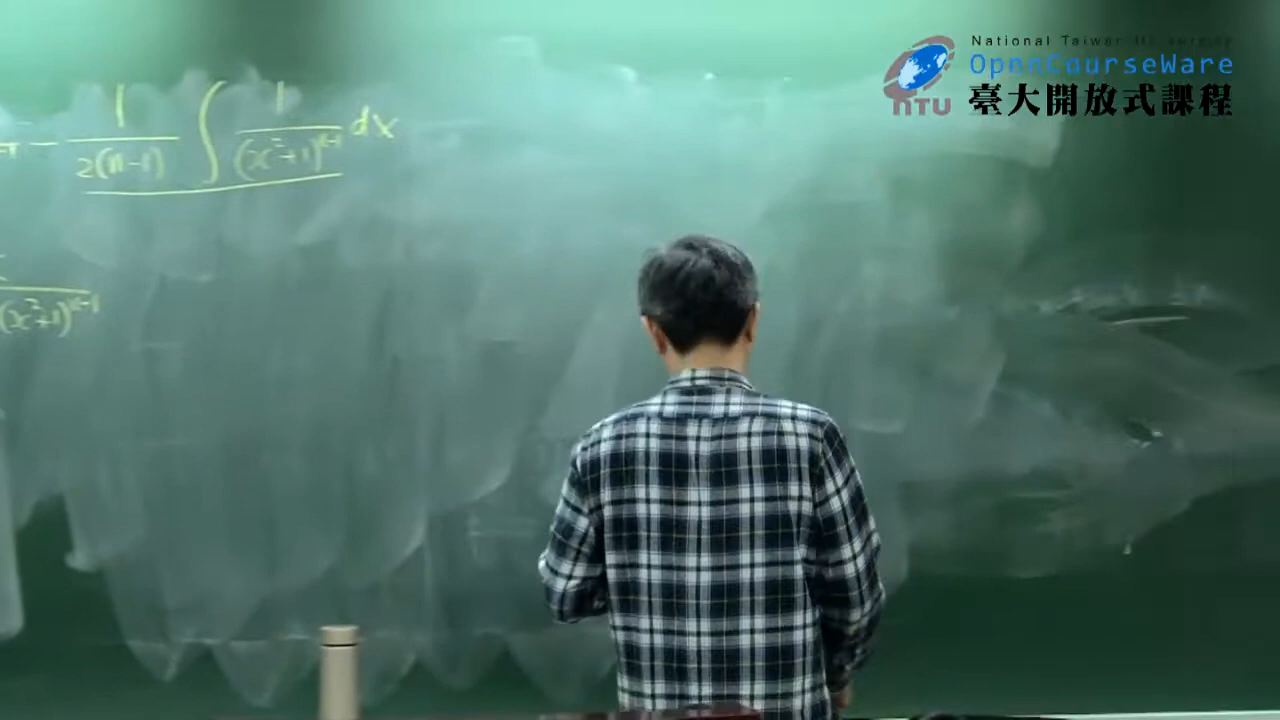 National Taiwan University
OpenCourseWare
NTU 臺大開放式課程
- 1/2(n-1) ∫ 1/(x²+1)^{n-1} dx
(x²+1)^{n-1}